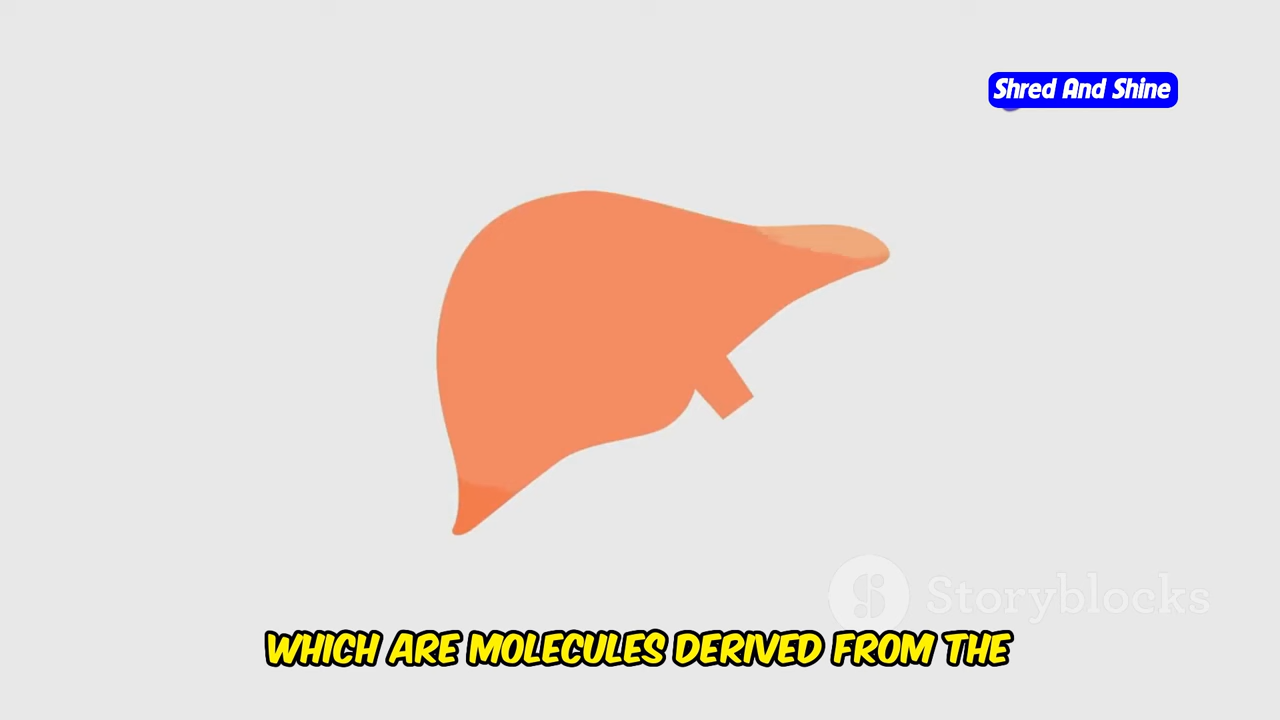 Shred And Shine
Storyblocks
WHICH ARE MOLECULES DERIVED FROM THE